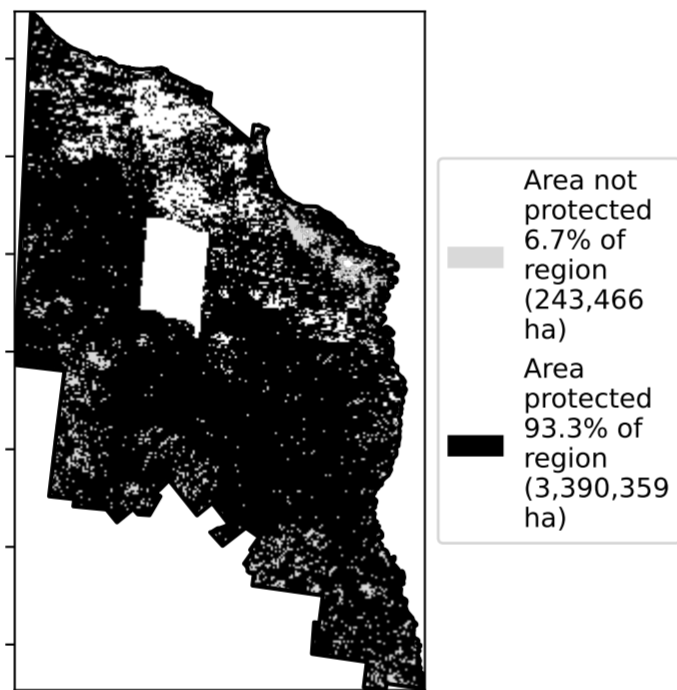 Area not
protected
6.7% of
region
(243,466
ha)
Area
protected
93.3% of
region
(3,390,359
ha)